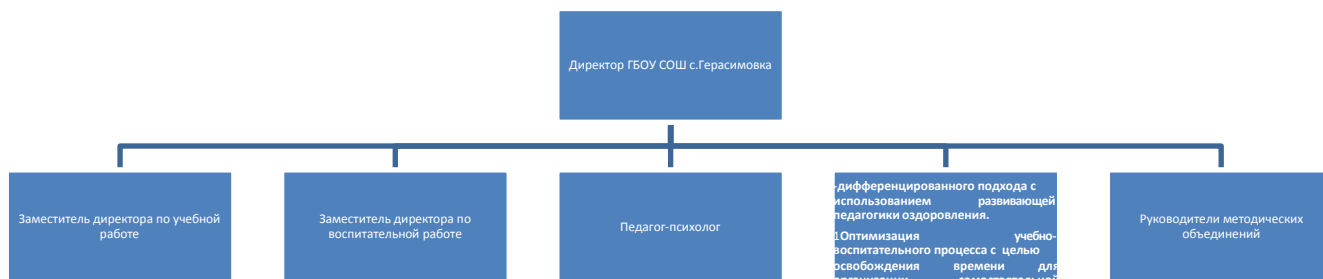 Директор ГБОУ СОШ с.Герасимовка
Заместитель директора по учебной
работе
Заместитель директора по
воспитательной работе
Педагог-психолог
-дифференцированного подхода с
использованием развивающей
педагогики оздоровления.
1Оптимизация учебно-
воспитательного процесса с целью
освобождения времени для
Руководители методических
объединений